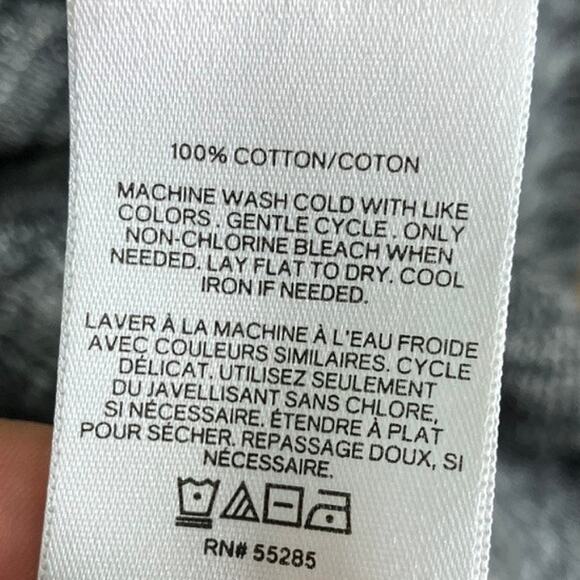 100% COTTON/COTON
MACHINE WASH COLD WITH LIKE
COLORS. GENTLE CYCLE. ONLY
NON-CHLORINE BLEACH WHEN
NEEDED. LAY FLAT TO DRY. COOL
IRON IF NEEDED.
LAVER À LA MACHINE À L'EAU FROIDE
AVEC COULEURS SIMILAIRES. CYCLE
DÉLICAT. UTILISEZ SEULEMENT
DU JAVELLISANT SANS CHLORE,
SI NÉCESSAIRE. ÉTENDRE À PLAT
POUR SÉCHER. REPASSAGE DOUX, SI
NÉCESSAIRE.
RN# 55285